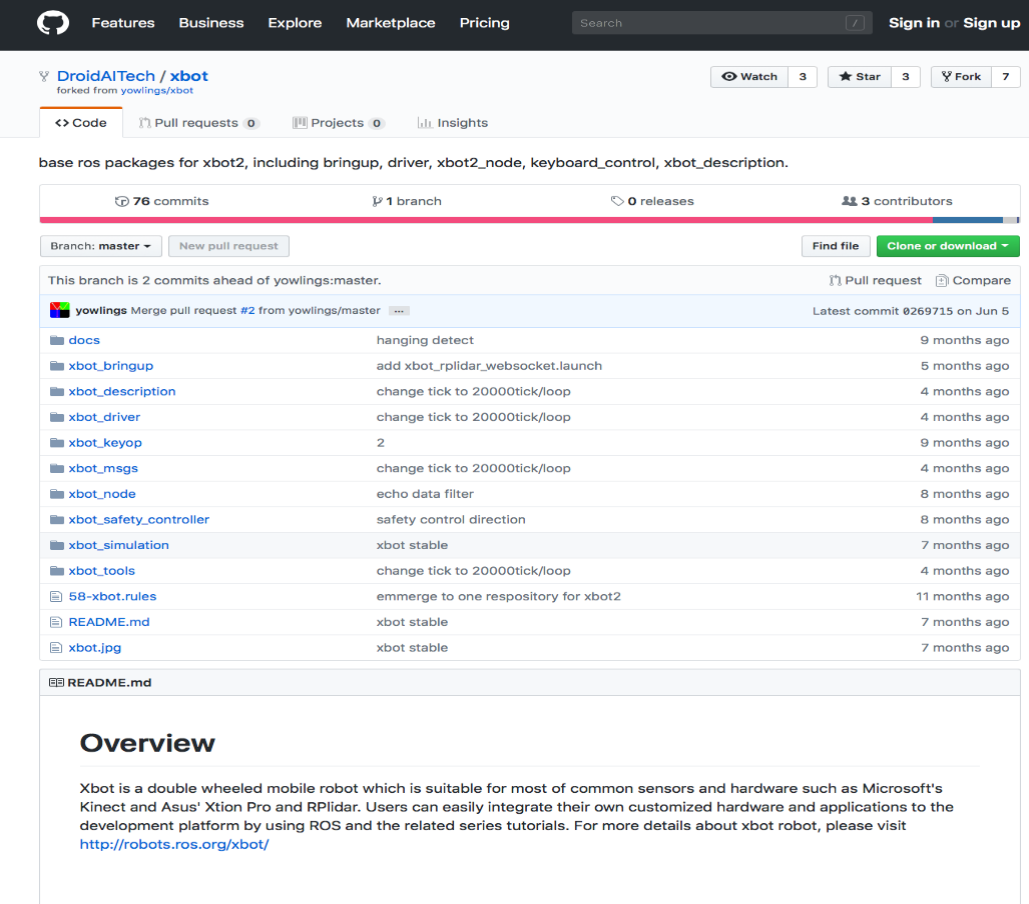 Features Business Explore Marketplace Pricing Search / Sign in or Sign up
DroidAITech / xbot Watch 3 Star 3 Fork 7
forked from yowlings/xbot
<> Code Pull requests 0 Projects 0 Insights
base ros packages for xbot2, including bringup, driver, xbot2_node, keyboard_control, xbot_description.
76 commits 1 branch 0 releases 3 contributors
Branch: master New pull request Find file Clone or download
This branch is 2 commits ahead of yowlings:master. Pull request Compare
yowlings Merge pull request #2 from yowlings/master ... Latest commit 0269715 on Jun 5
docs hanging detect 9 months ago
xbot_bringup add xbot_rplidar_websocket.launch 5 months ago
xbot_description change tick to 20000tick/loop 4 months ago
xbot_driver change tick to 20000tick/loop 4 months ago
xbot_keyop 2 9 months ago
xbot_msgs change tick to 20000tick/loop 4 months ago
xbot_node echo data filter 8 months ago
xbot_safety_controller safety control direction 8 months ago
xbot_simulation xbot stable 7 months ago
xbot_tools change tick to 20000tick/loop 4 months ago
58-xbot.rules emmerge to one respository for xbot2 11 months ago
README.md xbot stable 7 months ago
xbot.jpg xbot stable 7 months ago
README.md
Overview
Xbot is a double wheeled mobile robot which is suitable for most of common sensors and hardware such as Microsoft's
Kinect and Asus' Xtion Pro and RPlidar. Users can easily integrate their own customized hardware and applications to the
development platform by using ROS and the related series tutorials. For more details about xbot robot, please visit
http://robots.ros.org/xbot/